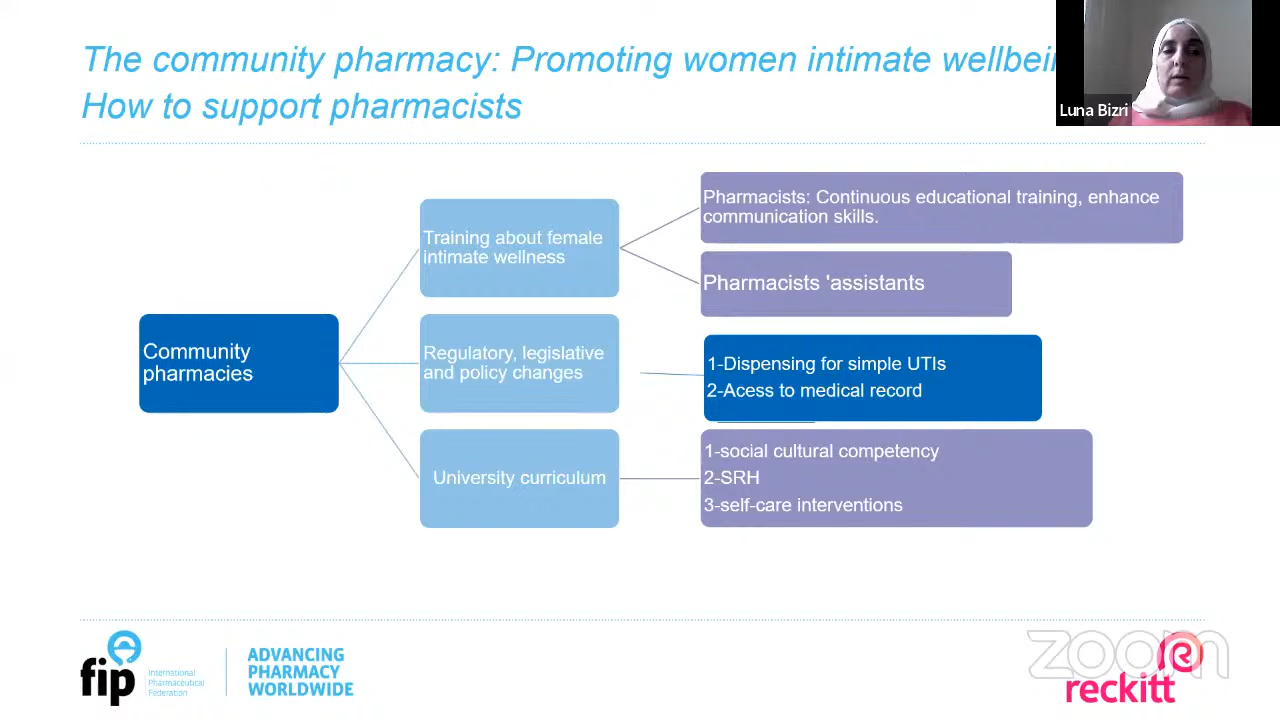 The community pharmacy: Promoting women intimate wellbein
How to support pharmacists
Luna Bizri
Community
pharmacies
Training about female
intimate wellness
Regulatory, legislative
and policy changes
University curriculum
Pharmacists: Continuous educational training, enhance
communication skills.
Pharmacists 'assistants
1-Dispensing for simple UTIs
2-Acess to medical record
1-social cultural competency
2-SRH
3-self-care interventions
fip
International
Pharmaceutical
Federation
ADVANCING
PHARMACY
WORLDWIDE
zoom
reckitt